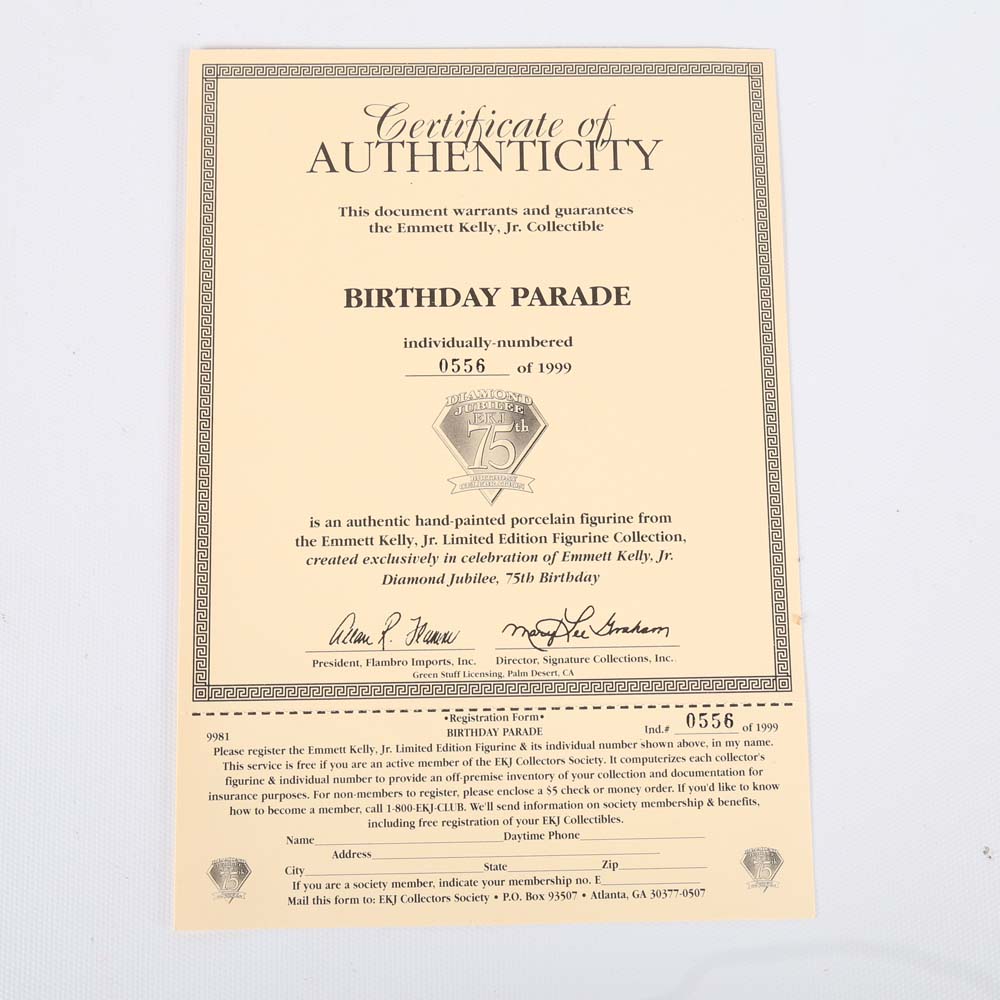 Certificate of
AUTHENTICITY
This document warrants and guarantees
the Emmett Kelly, Jr. Collectible
BIRTHDAY PARADE
individually-numbered
0556 of 1999
DIAMOND
JUBILEE
EKJ
75th
BIRTHDAY
CELEBRATION
is an authentic hand-painted porcelain figurine from
the Emmett Kelly, Jr. Limited Edition Figurine Collection,
created exclusively in celebration of Emmett Kelly, Jr.
Diamond Jubilee, 75th Birthday
Allan R. Flamm Mary Lee Graham
President, Flambro Imports, Inc. Director, Signature Collections, Inc.
Green Stuff Licensing, Palm Desert, CA
•Registration Form•
9981 BIRTHDAY PARADE Ind.# 0556 of 1999
Please register the Emmett Kelly, Jr. Limited Edition Figurine & its individual number shown above, in my name.
This service is free if you are an active member of the EKJ Collectors Society. It computerizes each collector's
figurine & individual number to provide an off-premise inventory of your collection and documentation for
insurance purposes. For non-members to register, please enclose a $5 check or money order. If you'd like to know
how to become a member, call 1-800-EKJ-CLUB. We'll send information on society membership & benefits,
including free registration of your EKJ Collectibles.
Name Daytime Phone
Address
City State Zip
If you are a society member, indicate your membership no. E
Mail this form to: EKJ Collectors Society • P.O. Box 93507 • Atlanta, GA 30377-0507
75
75